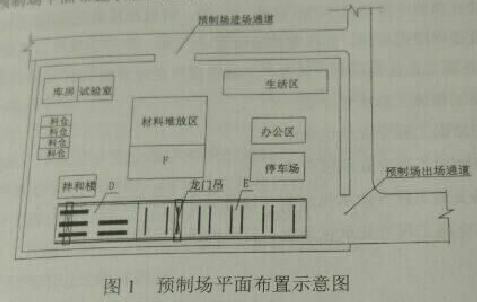 预制场进场通道
库房
试验室
生活区
材料堆放区
料仓
料仓
料仓
料仓
办公区
F
停车场
预制场出场通道
拌和楼
D
龙门吊
E
图1 预制场平面布置示意图